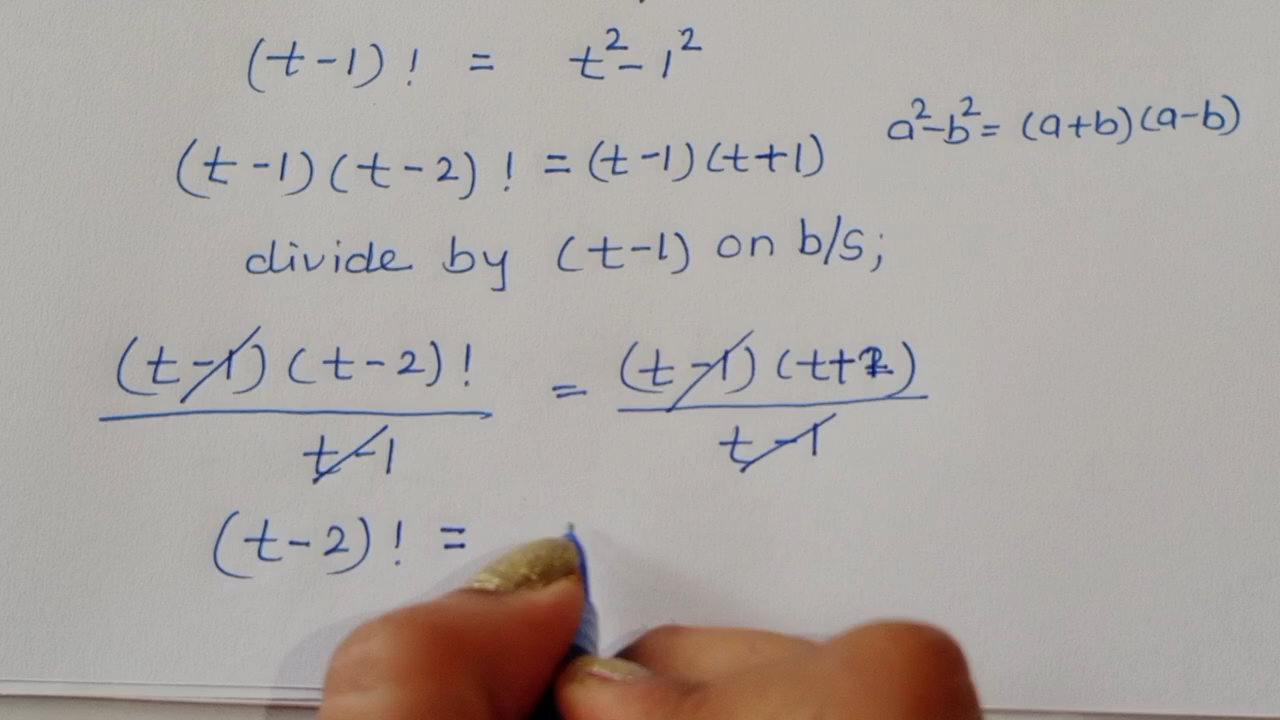 (t-1)! = t²-1²
a²-b² = (a+b)(a-b)
(t-1)(t-2)! = (t-1)(t+1)
divide by (t-1) on b/s;
(t-1)(t-2)! / t-1 = (t-1)(t+1) / t-1
(t-2)! =